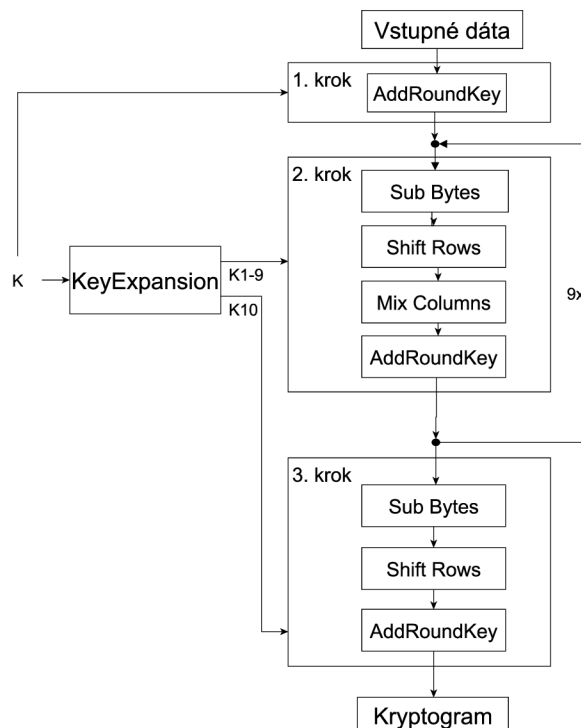 Vstupné dáta
1. krok
AddRoundKey
2. krok
Sub Bytes
Shift Rows
Mix Columns
AddRoundKey
K
KeyExpansion
K1-9
K10
9x
3. krok
Sub Bytes
Shift Rows
AddRoundKey
Kryptogram